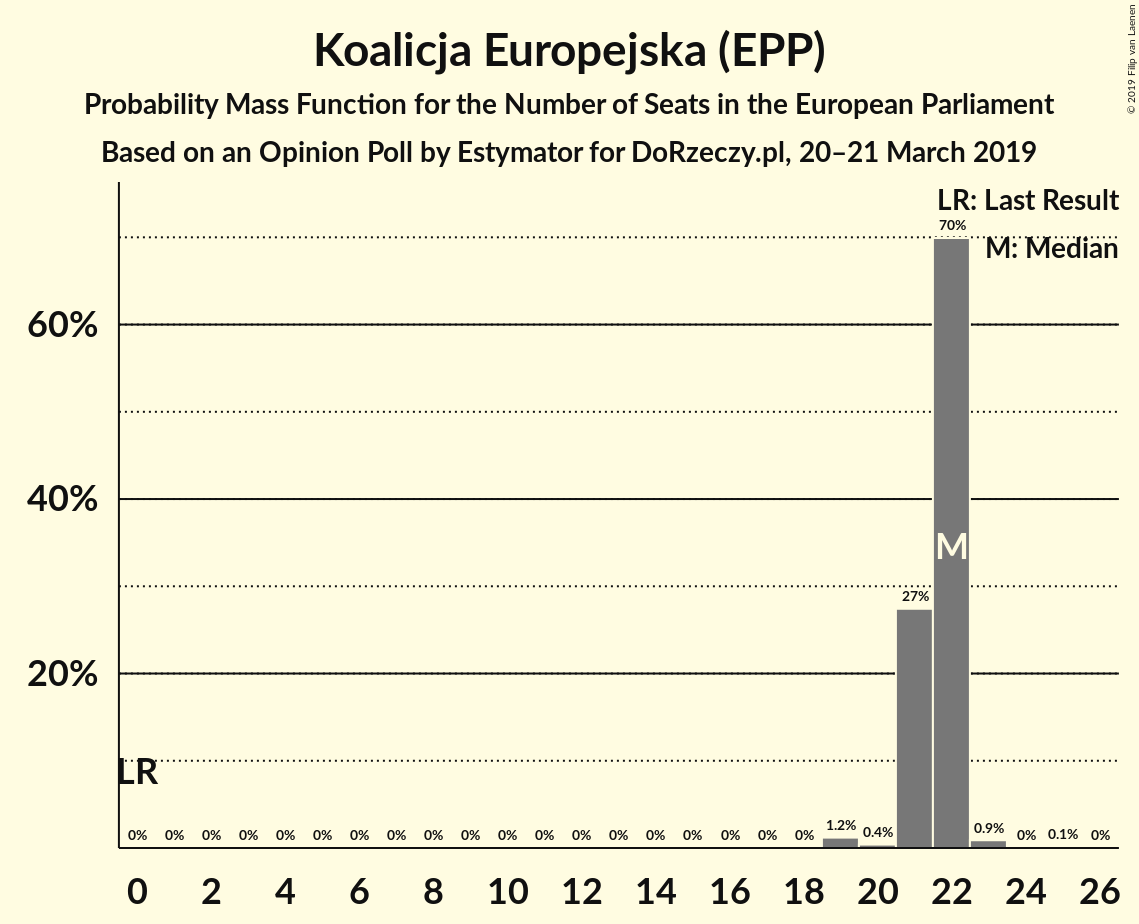 Koalicja Europejska (EPP)
Probability Mass Function for the Number of Seats in the European Parliament
Based on an Opinion Poll by Estymator for DoRzeczy.pl, 20–21 March 2019
© 2019 Filip van Laenen
LR: Last Result
M: Median
70%
60%
40%
M
27%
20%
LR
0% 0% 0% 0% 0% 0% 0% 0% 0% 0% 0% 0% 0% 0% 0% 0% 0% 0% 0% 1.2% 0.4% 0.9% 0% 0.1% 0%
0 2 4 6 8 10 12 14 16 18 20 22 24 26